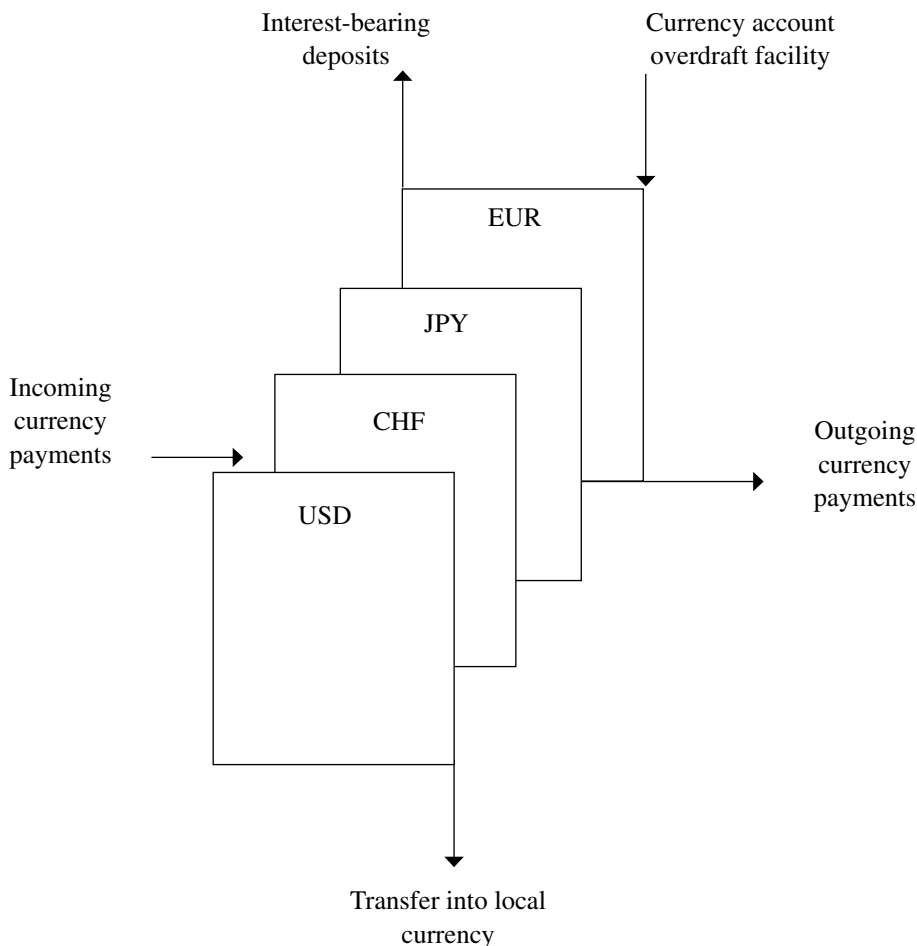 Interest-bearing
deposits
Currency account
overdraft facility
EUR
JPY
Incoming
currency
payments
CHF
Outgoing
currency
payments
USD
Transfer into local
currency